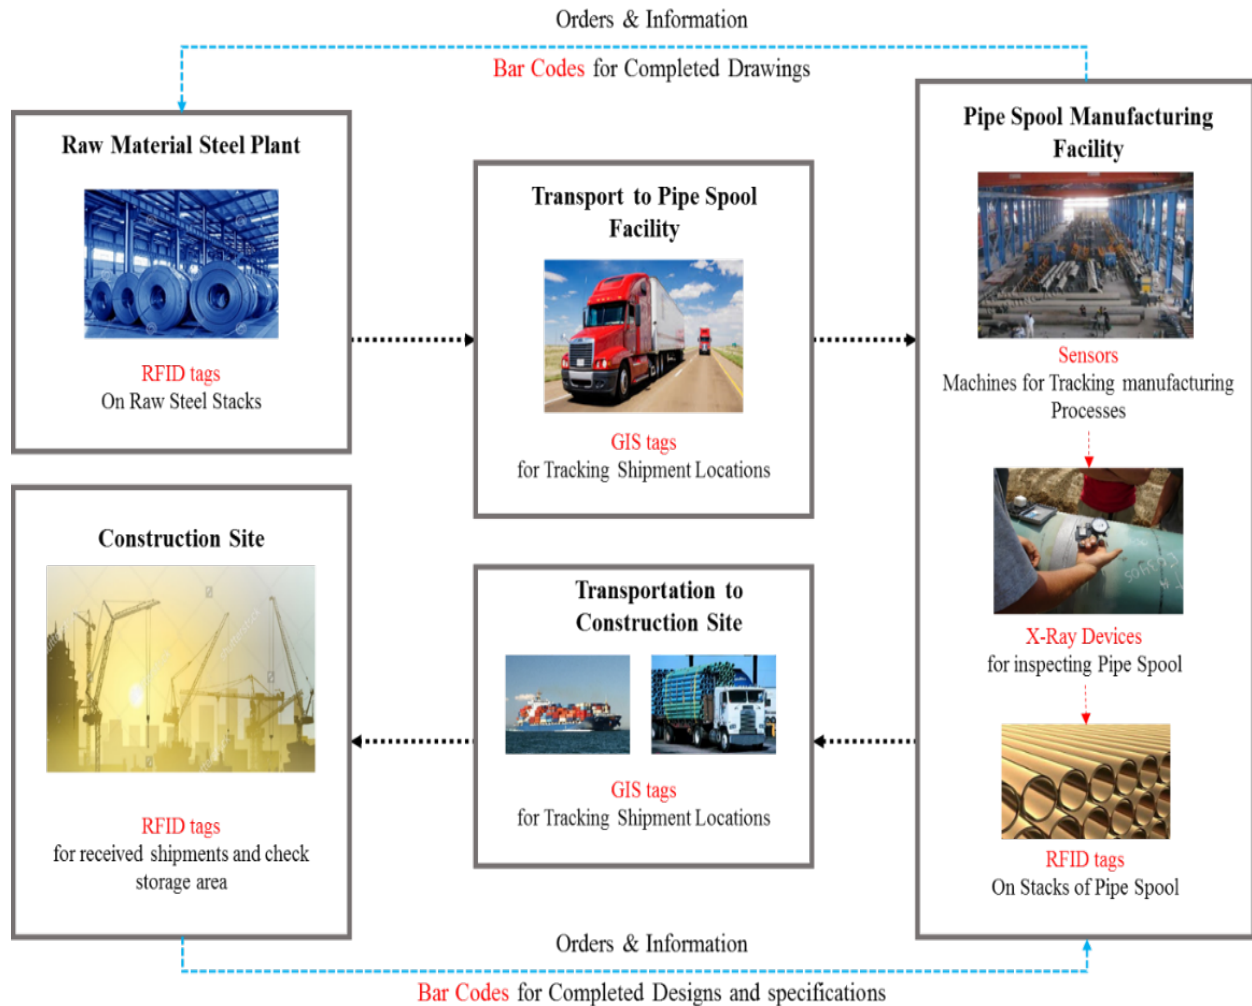 Orders & Information
Bar Codes for Completed Drawings
Raw Material Steel Plant
RFID tags
On Raw Steel Stacks
Transport to Pipe Spool
Facility
GIS tags
for Tracking Shipment Locations
Pipe Spool Manufacturing
Facility
Sensors
Machines for Tracking manufacturing
Processes
X-Ray Devices
for inspecting Pipe Spool
RFID tags
On Stacks of Pipe Spool
Transportation to
Construction Site
GIS tags
for Tracking Shipment Locations
Construction Site
RFID tags
for received shipments and check
storage area
Orders & Information
Bar Codes for Completed Designs and specifications